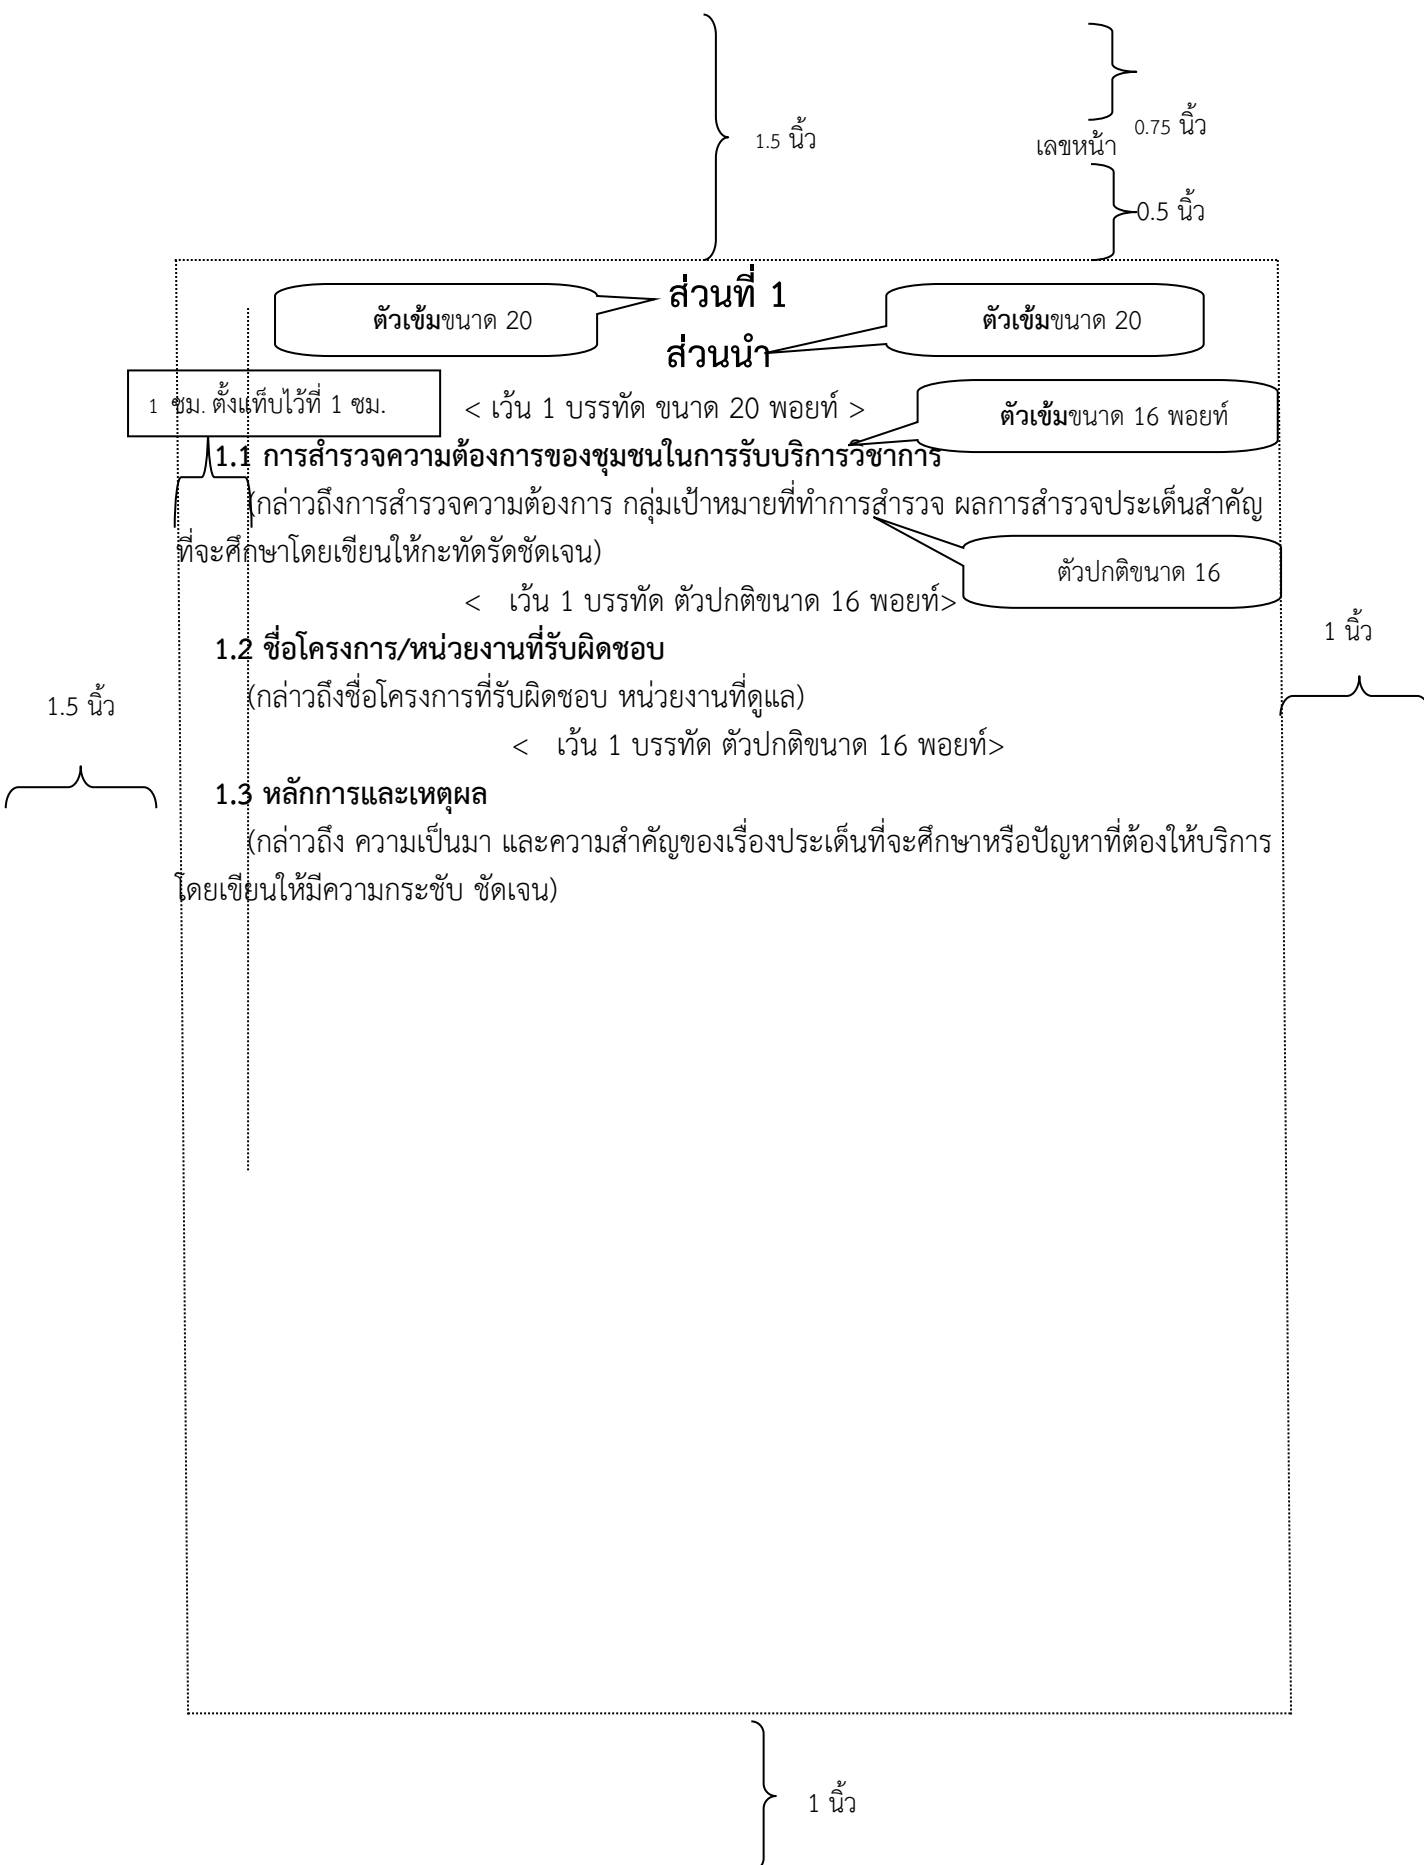 1.5 นิ้ว
0.75 นิ้ว
เลขหน้า
0.5 นิ้ว
ส่วนที่ 1
ตัวเข้มขนาด 20
ตัวเข้มขนาด 20
ส่วนนำ
1 ซม. ตั้งแท็บไว้ที่ 1 ซม.
< เว้น 1 บรรทัด ขนาด 20 พอยท์ >
ตัวเข้มขนาด 16 พอยท์
1.1 การสำรวจความต้องการของชุมชนในการรับบริการวิชาการ
(กล่าวถึงการสำรวจความต้องการ กลุ่มเป้าหมายที่ทำการสำรวจ ผลการสำรวจประเด็นสำคัญ
ที่จะศึกษาโดยเขียนให้กะทัดรัดชัดเจน)
ตัวปกติขนาด 16
< เว้น 1 บรรทัด ตัวปกติขนาด 16 พอยท์>
1 นิ้ว
1.2 ชื่อโครงการ/หน่วยงานที่รับผิดชอบ
(กล่าวถึงชื่อโครงการที่รับผิดชอบ หน่วยงานที่ดูแล)
1.5 นิ้ว
< เว้น 1 บรรทัด ตัวปกติขนาด 16 พอยท์>
1.3 หลักการและเหตุผล
(กล่าวถึง ความเป็นมา และความสำคัญของเรื่องประเด็นที่จะศึกษาหรือปัญหาที่ต้องให้บริการ
โดยเขียนให้มีความกระชับ ชัดเจน)
1 นิ้ว